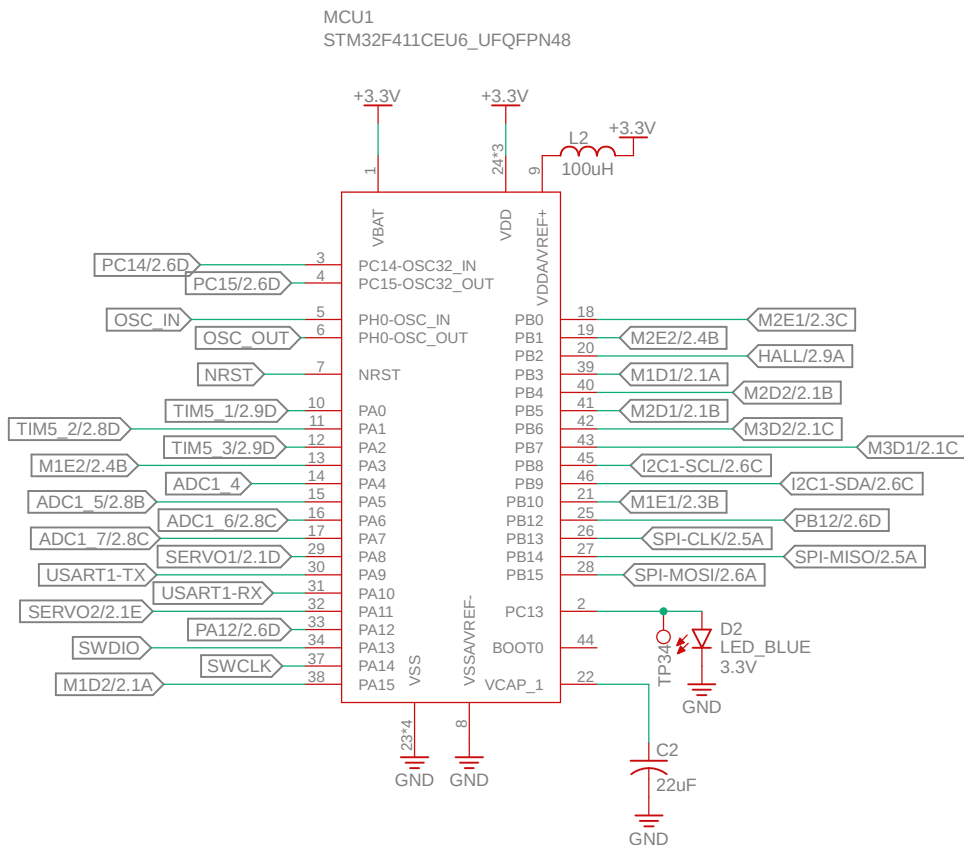 MCU1
STM32F411CEU6_UFQFPN48
+3.3V
+3.3V
+3.3V
L2
100uH
1
24*3
9
VBAT
VDD
VDDA/VREF+
PC14/2.6D
3
PC14-OSC32_IN
PC15/2.6D
4
PC15-OSC32_OUT
OSC_IN
5
PH0-OSC_IN
OSC_OUT
6
PH0-OSC_OUT
NRST
7
NRST
TIM5_1/2.9D
10
PA0
TIM5_2/2.8D
11
PA1
TIM5_3/2.9D
12
PA2
M1E2/2.4B
13
PA3
ADC1_4
14
PA4
ADC1_5/2.8B
15
PA5
ADC1_6/2.8C
16
PA6
ADC1_7/2.8C
17
PA7
SERVO1/2.1D
29
PA8
USART1-TX
30
PA9
USART1-RX
31
PA10
SERVO2/2.1E
32
PA11
PA12/2.6D
33
PA12
SWDIO
34
PA13
SWCLK
37
PA14
M1D2/2.1A
38
PA15
PB0
18
M2E1/2.3C
PB1
19
M2E2/2.4B
PB2
20
HALL/2.9A
PB3
39
M1D1/2.1A
PB4
40
M2D2/2.1B
PB5
41
M2D1/2.1B
PB6
42
M3D2/2.1C
PB7
43
M3D1/2.1C
PB8
45
I2C1-SCL/2.6C
PB9
46
I2C1-SDA/2.6C
PB10
21
M1E1/2.3B
PB12
25
PB12/2.6D
PB13
26
SPI-CLK/2.5A
PB14
27
SPI-MISO/2.5A
PB15
28
SPI-MOSI/2.6A
PC13
2
BOOT0
44
VCAP_1
22
TP34
D2
LED_BLUE
3.3V
GND
VSS
VSSA/VREF-
23*4
8
GND
GND
C2
22uF
GND